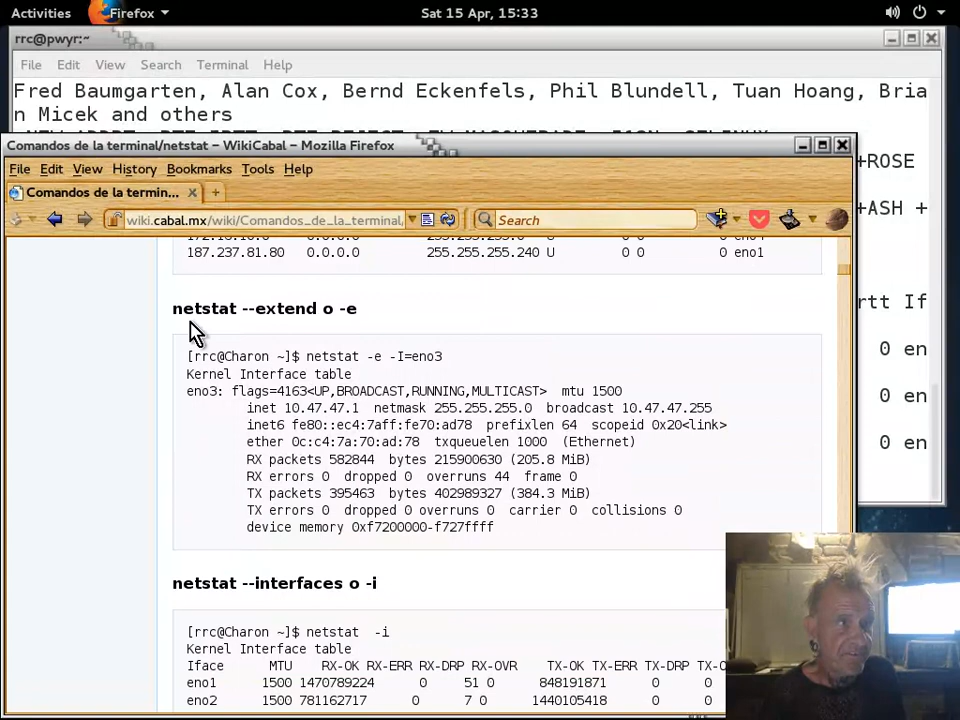 Activities Firefox Sat 15 Apr, 15:33
rrc@pwyr:~
File Edit View Search Terminal Help
Fred Baumgarten, Alan Cox, Bernd Eckenfels, Phil Blundell, Tuan Hoang, Bria
n Micek and others
Comandos de la terminal/netstat – WikiCabal – Mozilla Firefox
+ROSE
File Edit View History Bookmarks Tools Help
Comandos de la termin...
+ASH +
wiki.cabal.mx/wiki/Comandos_de_la_terminal, Search
187.237.81.80 0.0.0.0 255.255.255.240 U 0 0 0 eno1
rtt If
netstat --extend o -e
0 en
[rrc@Charon ~]$ netstat -e -I=eno3
Kernel Interface table
eno3: flags=4163<UP,BROADCAST,RUNNING,MULTICAST> mtu 1500
0 en
inet 10.47.47.1 netmask 255.255.255.0 broadcast 10.47.47.255
inet6 fe80::ec4:7aff:fe70:ad78 prefixlen 64 scopeid 0x20<link>
ether 0c:c4:7a:70:ad:78 txqueuelen 1000 (Ethernet)
0 en
RX packets 582844 bytes 215900630 (205.8 MiB)
RX errors 0 dropped 0 overruns 44 frame 0
TX packets 395463 bytes 402989327 (384.3 MiB)
TX errors 0 dropped 0 overruns 0 carrier 0 collisions 0
device memory 0xf7200000-f727ffff
netstat --interfaces o -i
[rrc@Charon ~]$ netstat -i
Kernel Interface table
Iface MTU RX-OK RX-ERR RX-DRP RX-OVR TX-OK TX-ERR TX-DRP TX-O
eno1 1500 1470789224 0 51 0 848191871 0 0
eno2 1500 781162717 0 7 0 1440105418 0 0